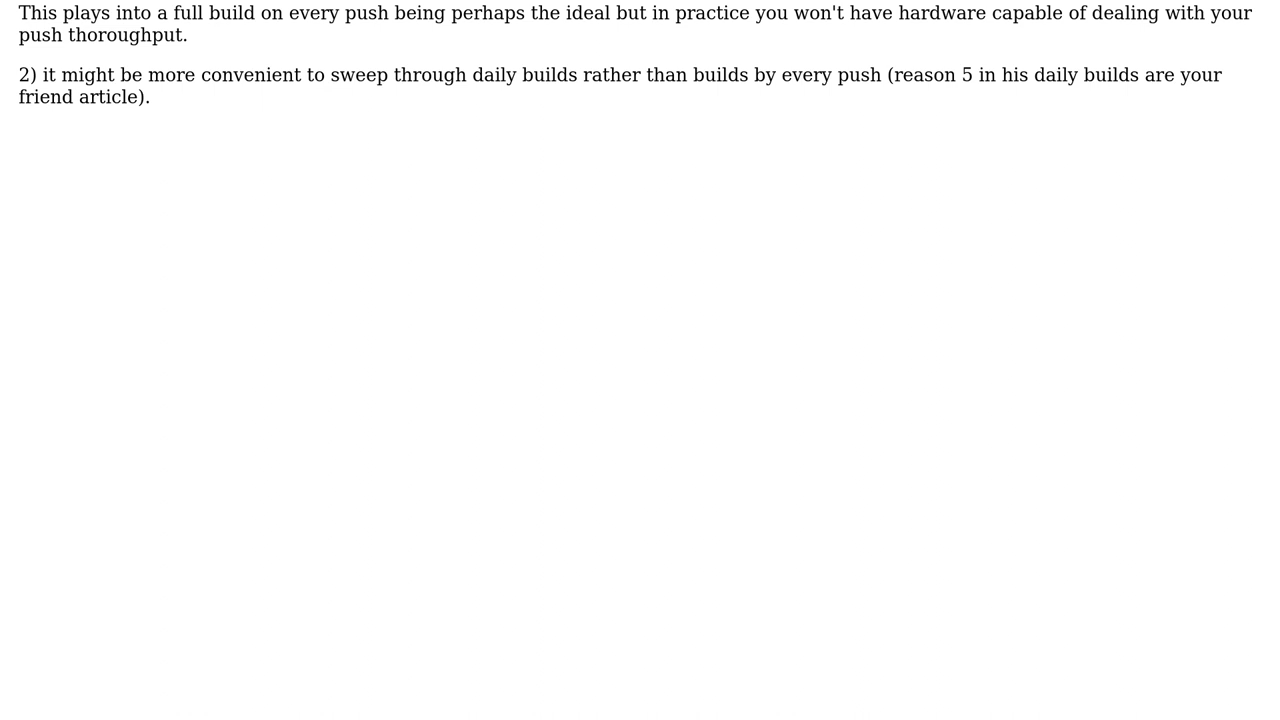 This plays into a full build on every push being perhaps the ideal but in practice you won't have hardware capable of dealing with your
push thoroughput.
2) it might be more convenient to sweep through daily builds rather than builds by every push (reason 5 in his daily builds are your
friend article).